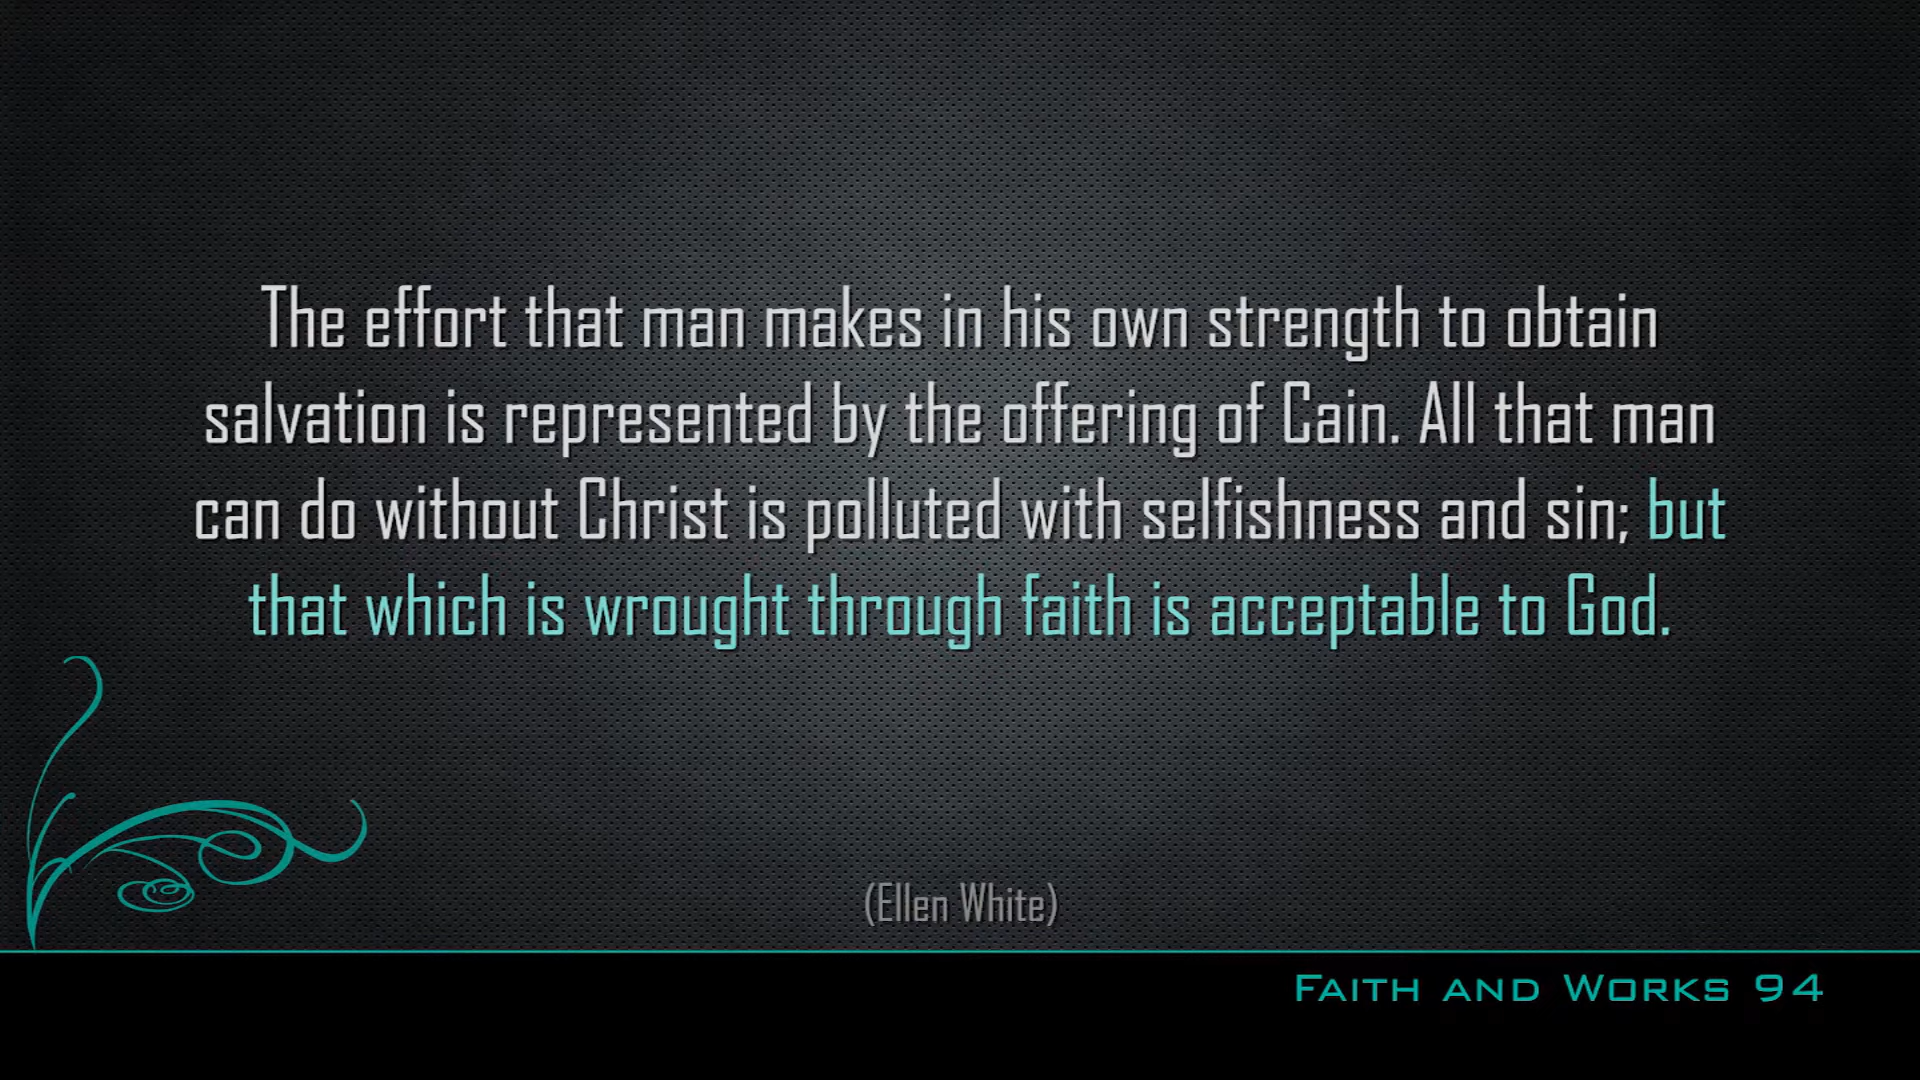 The effort that man makes in his own strength to obtain
salvation is represented by the offering of Cain. All that man
can do without Christ is polluted with selfishness and sin; but
that which is wrought through faith is acceptable to God.
(Ellen White)
Faith and Works 94